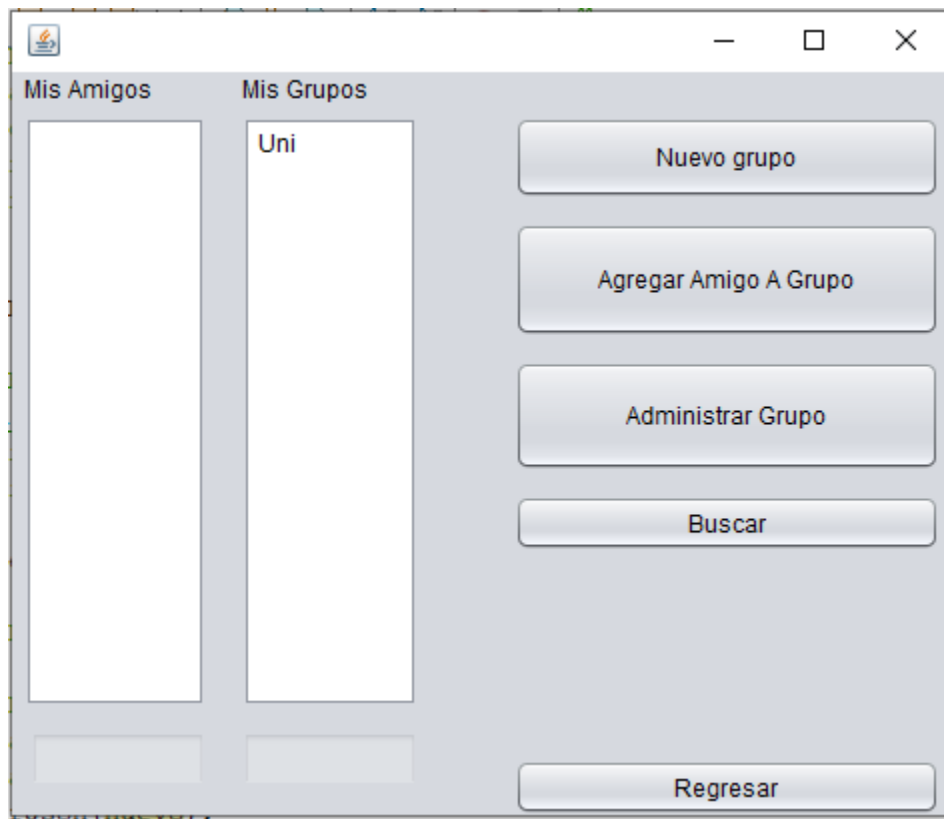 Mis Amigos
Mis Grupos
Uni
Nuevo grupo
Agregar Amigo A Grupo
Administrar Grupo
Buscar
Regresar